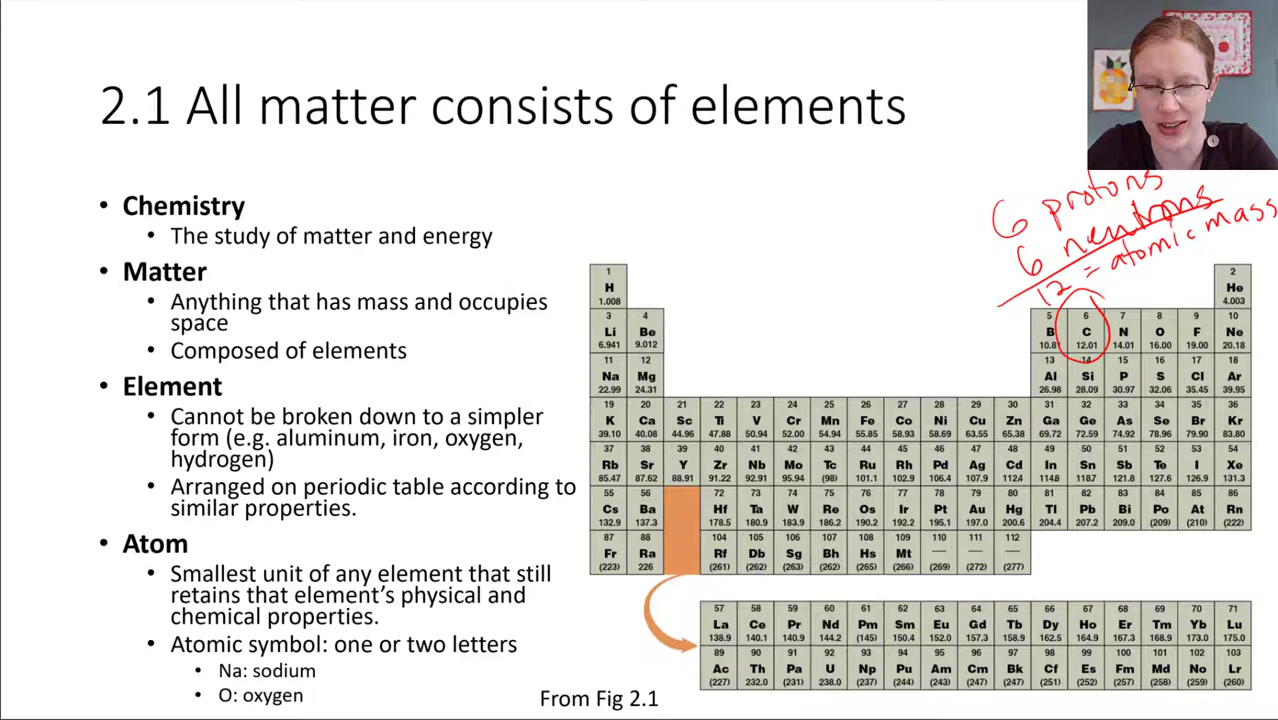 2.1 All matter consists of elements
• Chemistry
• The study of matter and energy
• Matter
• Anything that has mass and occupies
space
• Composed of elements
• Element
• Cannot be broken down to a simpler
form (e.g. aluminum, iron, oxygen,
hydrogen)
• Arranged on periodic table according to
similar properties.
• Atom
• Smallest unit of any element that still
retains that element's physical and
chemical properties.
• Atomic symbol: one or two letters
• Na: sodium
• O: oxygen
6 protons
6 neutrons
12 = atomic mass
1 2
H He
1.008 4.003
3 4 5 6 7 8 9 10
Li Be B C N O F Ne
6.941 9.012 10.81 12.01 14.01 16.00 19.00 20.18
11 12 13 14 15 16 17 18
Na Mg Al Si P S Cl Ar
22.99 24.31 26.98 28.09 30.97 32.06 35.45 39.95
19 20 21 22 23 24 25 26 27 28 29 30 31 32 33 34 35 36
K Ca Sc Ti V Cr Mn Fe Co Ni Cu Zn Ga Ge As Se Br Kr
39.10 40.08 44.96 47.88 50.94 52.00 54.94 55.85 58.93 58.69 63.55 65.38 69.72 72.59 74.92 78.96 79.90 83.80
37 38 39 40 41 42 43 44 45 46 47 48 49 50 51 52 53 54
Rb Sr Y Zr Nb Mo Tc Ru Rh Pd Ag Cd In Sn Sb Te I Xe
85.47 87.62 88.91 91.22 92.91 95.94 (98) 101.1 102.9 106.4 107.9 112.4 114.8 118.7 121.8 127.6 126.9 131.3
55 56 72 73 74 75 76 77 78 79 80 81 82 83 84 85 86
Cs Ba Hf Ta W Re Os Ir Pt Au Hg Tl Pb Bi Po At Rn
132.9 137.3 178.5 180.9 183.9 186.2 190.2 192.2 195.1 197.0 200.6 204.4 207.2 209.0 (209) (210) (222)
87 88 104 105 106 107 108 109 110 111 112
Fr Ra Rf Db Sg Bh Hs Mt — — —
(223) 226 (261) (262) (263) (262) (265) (266) (269) (272) (277)
57 58 59 60 61 62 63 64 65 66 67 68 69 70 71
La Ce Pr Nd Pm Sm Eu Gd Tb Dy Ho Er Tm Yb Lu
138.9 140.1 140.9 144.2 (145) 150.4 152.0 157.3 158.9 162.5 164.9 167.3 168.9 173.0 175.0
89 90 91 92 93 94 95 96 97 98 99 100 101 102 103
Ac Th Pa U Np Pu Am Cm Bk Cf Es Fm Md No Lr
(227) 232.0 (231) 238.0 (237) (244) (243) (247) (247) (251) (252) (257) (258) (259) (260)
From Fig 2.1